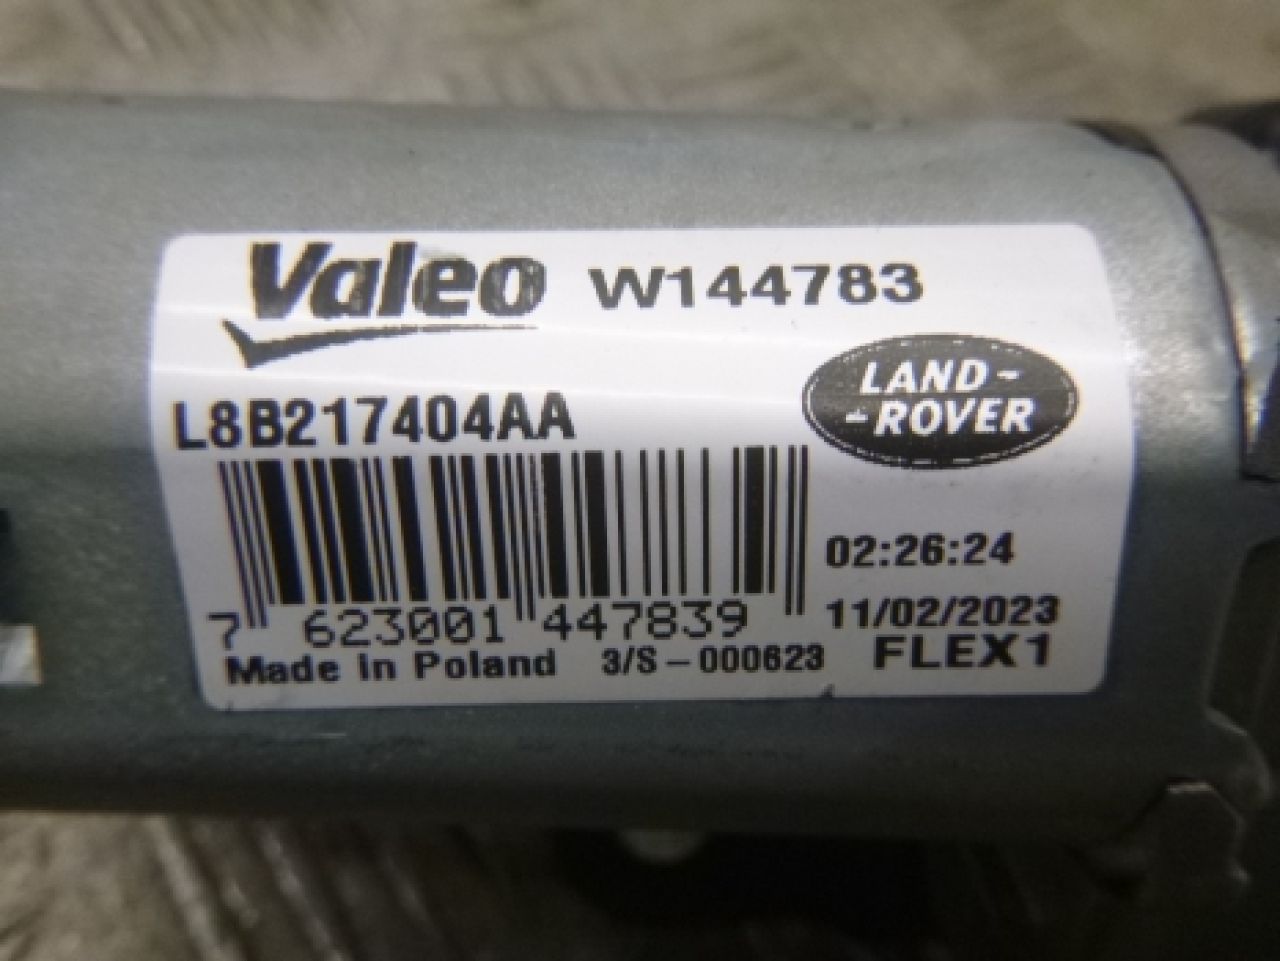 Valeo W144783
LAND-
-ROVER
L8B217404AA
02:26:24
7 623001 447839
11/02/2023
Made in Poland 3/S-000623 FLEX1